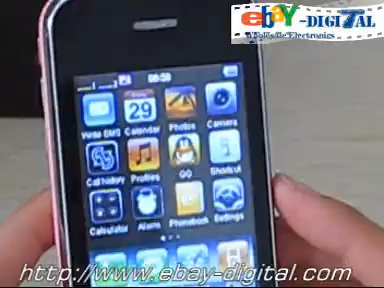 ebay-DIGI7AL
Wholesale Electronics
08:58
29
Write SMS Calendar Photos Camera
Call history Profiles QQ Shortcut
Calculator Alarm Phonebook Settings
http://www.ebay-digital.com